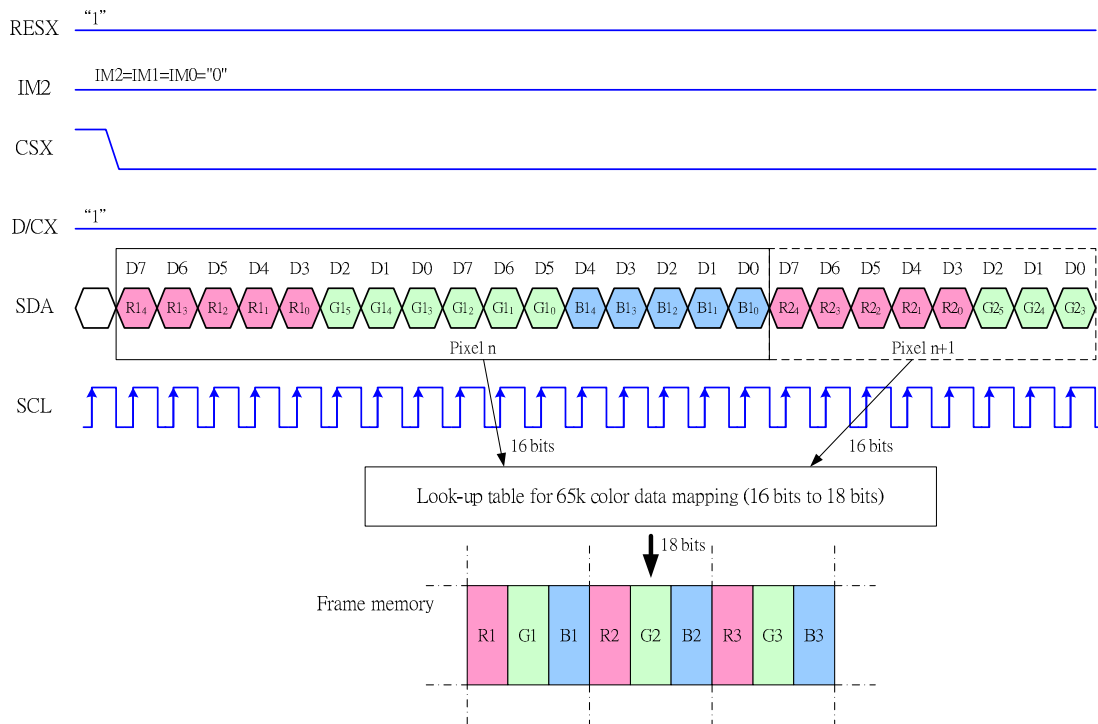 RESX “1”
IM2 IM2=IM1=IM0="0"
CSX
D/CX “1”
D7 D6 D5 D4 D3 D2 D1 D0 D7 D6 D5 D4 D3 D2 D1 D0 D7 D6 D5 D4 D3 D2 D1 D0
SDA R14 R13 R12 R11 R10 G15 G14 G13 G12 G11 G10 B14 B13 B12 B11 B10 R24 R23 R22 R21 R20 G25 G24 G23
Pixel n Pixel n+1
SCL
16 bits 16 bits
Look-up table for 65k color data mapping (16 bits to 18 bits)
18 bits
Frame memory
R1 G1 B1 R2 G2 B2 R3 G3 B3